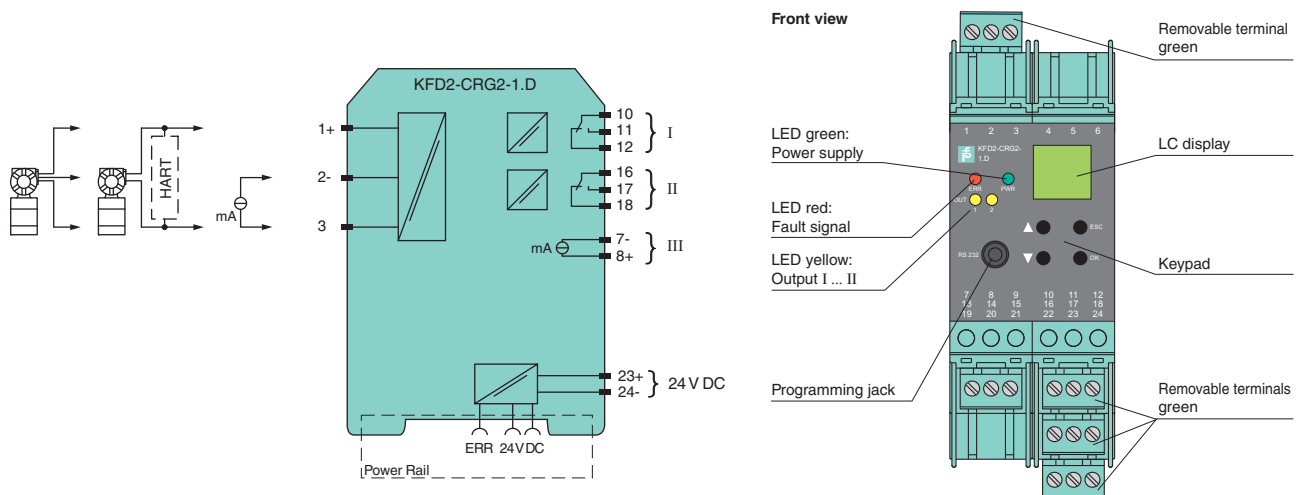 KFD2-CRG2-1.D
1+
2-
3
HART
mA
10
11
12
I
16
17
18
II
mA
7-
8+
III
23+
24-
24 V DC
ERR 24V DC
Power Rail
Front view
Removable terminal
green
LED green:
Power supply
LC display
LED red:
Fault signal
LED yellow:
Output I ... II
Keypad
Programming jack
Removable terminals
green
1 2 3 4 5 6
KFD2-CRG2-
1.D
ERR PWR
OUT
1 2
ESC
RS 232
OK
7 8 9 10 11 12
13 14 15 16 17 18
19 20 21 22 23 24